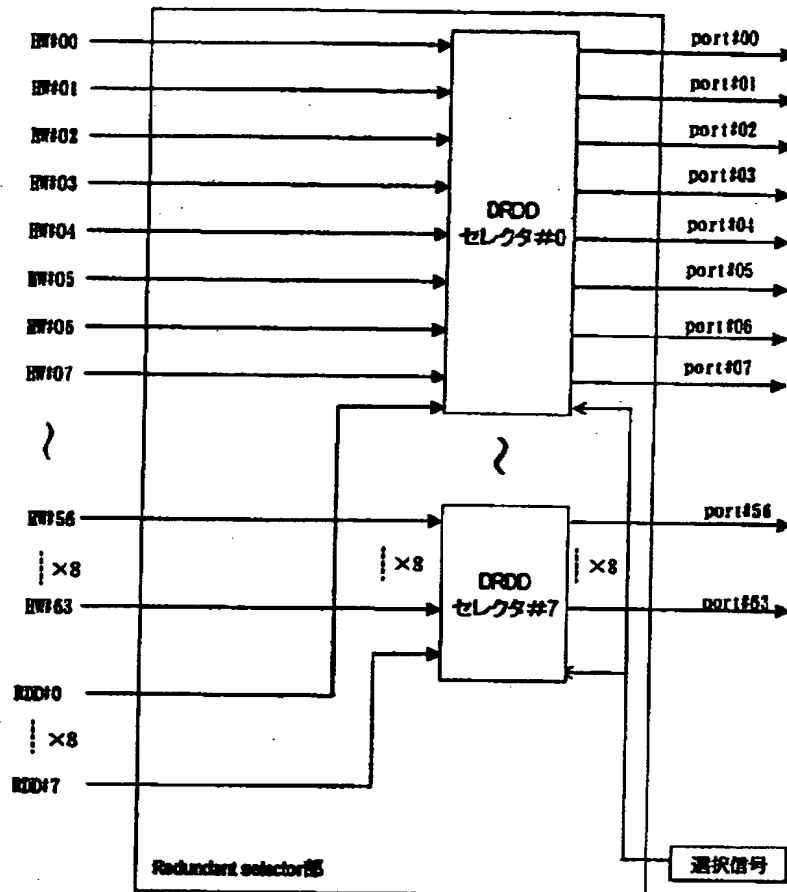 HW#00
port#00
HW#01
port#01
HW#02
port#02
HW#03
port#03
DRDD
セレクタ#0
HW#04
port#04
HW#05
port#05
HW#06
port#06
HW#07
port#07
HW#56
port#56
×8
×8
×8
DRDD
セレクタ#7
HW#63
port#63
RDD#0
×8
RDD#7
Redundant selector部
選択信号